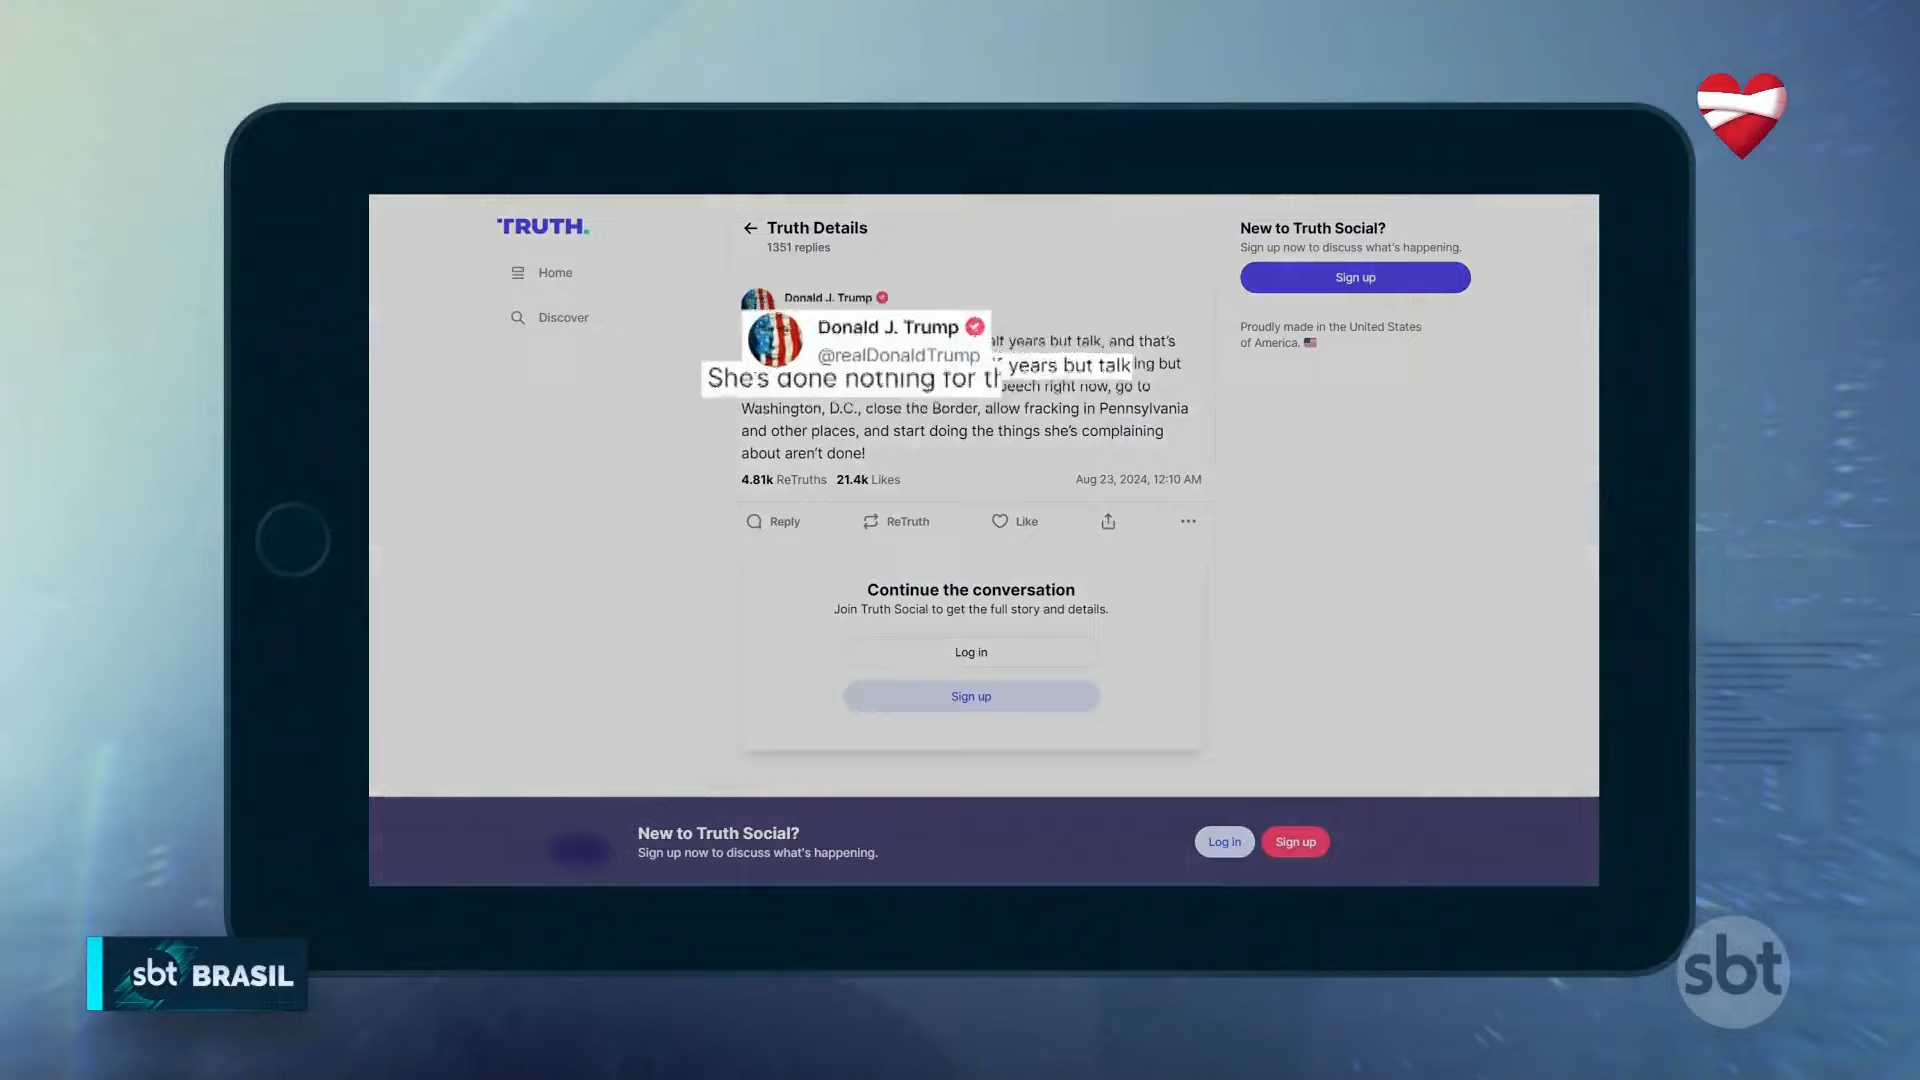 TRUTH.
Home
Discover
Truth Details
1351 replies
Donald J. Trump
Donald J. Trump
@realDonaldTrump
She's done nothing for
years but talk, and that's
years but talk
ing but
right now, go to
Washington, D.C., close the Border, allow fracking in Pennsylvania
and other places, and start doing the things she's complaining
about aren't done!
4.81k ReTruths 21.4k Likes
Aug 23, 2024, 12:10 AM
Reply
ReTruth
Like
Continue the conversation
Join Truth Social to get the full story and details.
Log in
Sign up
New to Truth Social?
Sign up now to discuss what's happening.
Sign up
Proudly made in the United States
of America.
New to Truth Social?
Sign up now to discuss what's happening.
Log in
Sign up
sbt BRASIL
sbt